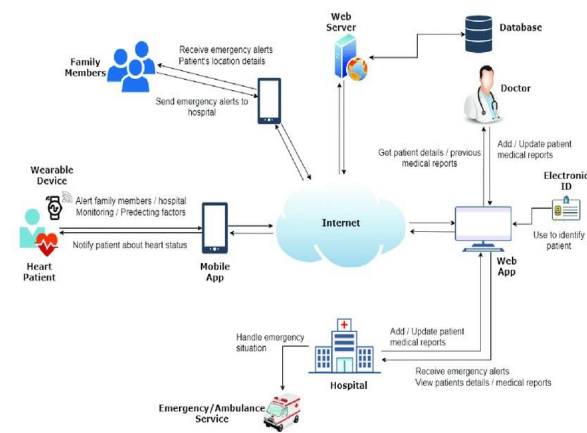 Web
Server
Database
Receive emergency alerts
Patient's location details
Family
Members
Send emergency alerts to
hospital
Doctor
Get patient details / previous
medical reports
Add / Update patient
medical reports
Electronic
ID
Wearable
Device
Alert family members / hospital
Monitoring / Predecting factors
Notify patient about heart status
Heart
Patient
Mobile
App
Internet
Web
App
Use to identify
patient
Handle emergency
situation
Add / Update patient
medical reports
Hospital
Receive emergency alerts
View patients details / medical reports
Emergency/Ambulance
Service